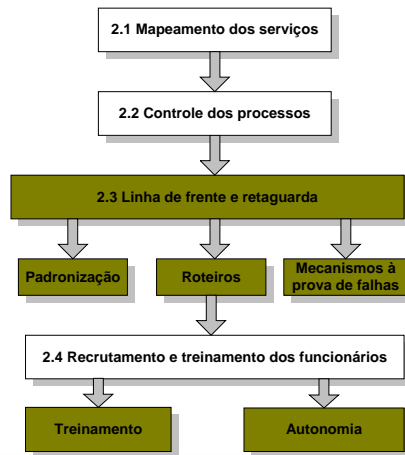 2.1 Mapeamento dos serviços
2.2 Controle dos processos
2.3 Linha de frente e retaguarda
Padronização
Roteiros
Mecanismos à
prova de falhas
2.4 Recrutamento e treinamento dos funcionários
Treinamento
Autonomia